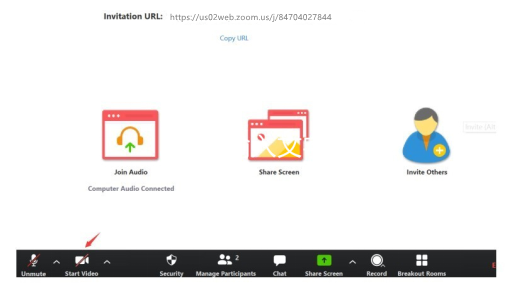 Invitation URL: https://us02web.zoom.us/j/84704027844
Copy URL
Join Audio
Share Screen
Invite Others
Computer Audio Connected
2
Unmute
Start Video
Security
Manage Participants
Chat
Share Screen
Record
Breakout Rooms